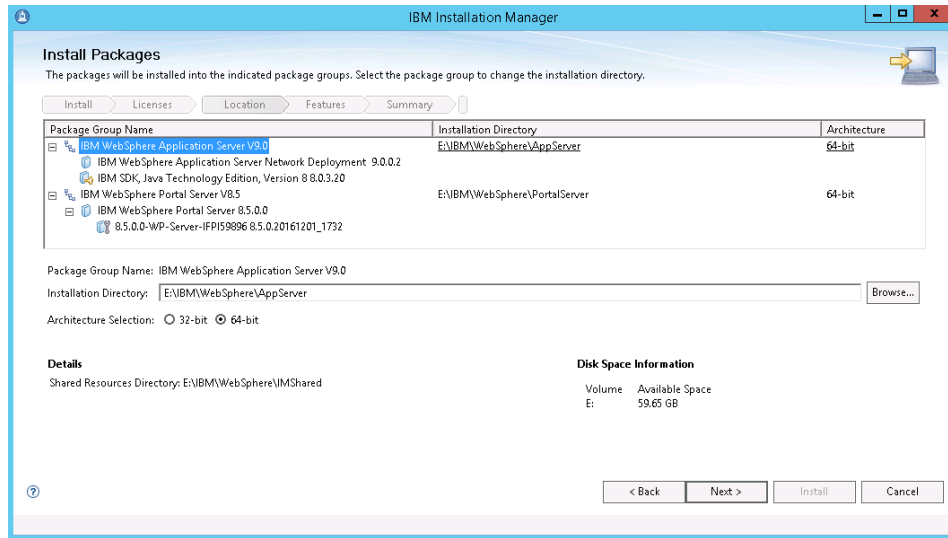 IBM Installation Manager
Install Packages
The packages will be installed into the indicated package groups. Select the package group to change the installation directory.
Install Licenses Location Features Summary
Package Group Name Installation Directory Architecture
IBM WebSphere Application Server V9.0 E:\IBM\WebSphere\AppServer 64-bit
IBM WebSphere Application Server Network Deployment 9.0.0.2
IBM SDK, Java Technology Edition, Version 8 8.0.3.20
IBM WebSphere Portal Server V8.5 E:\IBM\WebSphere\PortalServer 64-bit
IBM WebSphere Portal Server 8.5.0.0
8.5.0.0-WP-Server-IFPI59896 8.5.0.20161201_1732
Package Group Name: IBM WebSphere Application Server V9.0
Installation Directory: E:\IBM\WebSphere\AppServer Browse...
Architecture Selection: 32-bit 64-bit
Details Disk Space Information
Shared Resources Directory: E:\IBM\WebSphere\IMShared
Volume Available Space
E: 59.65 GB
? < Back Next > Install Cancel